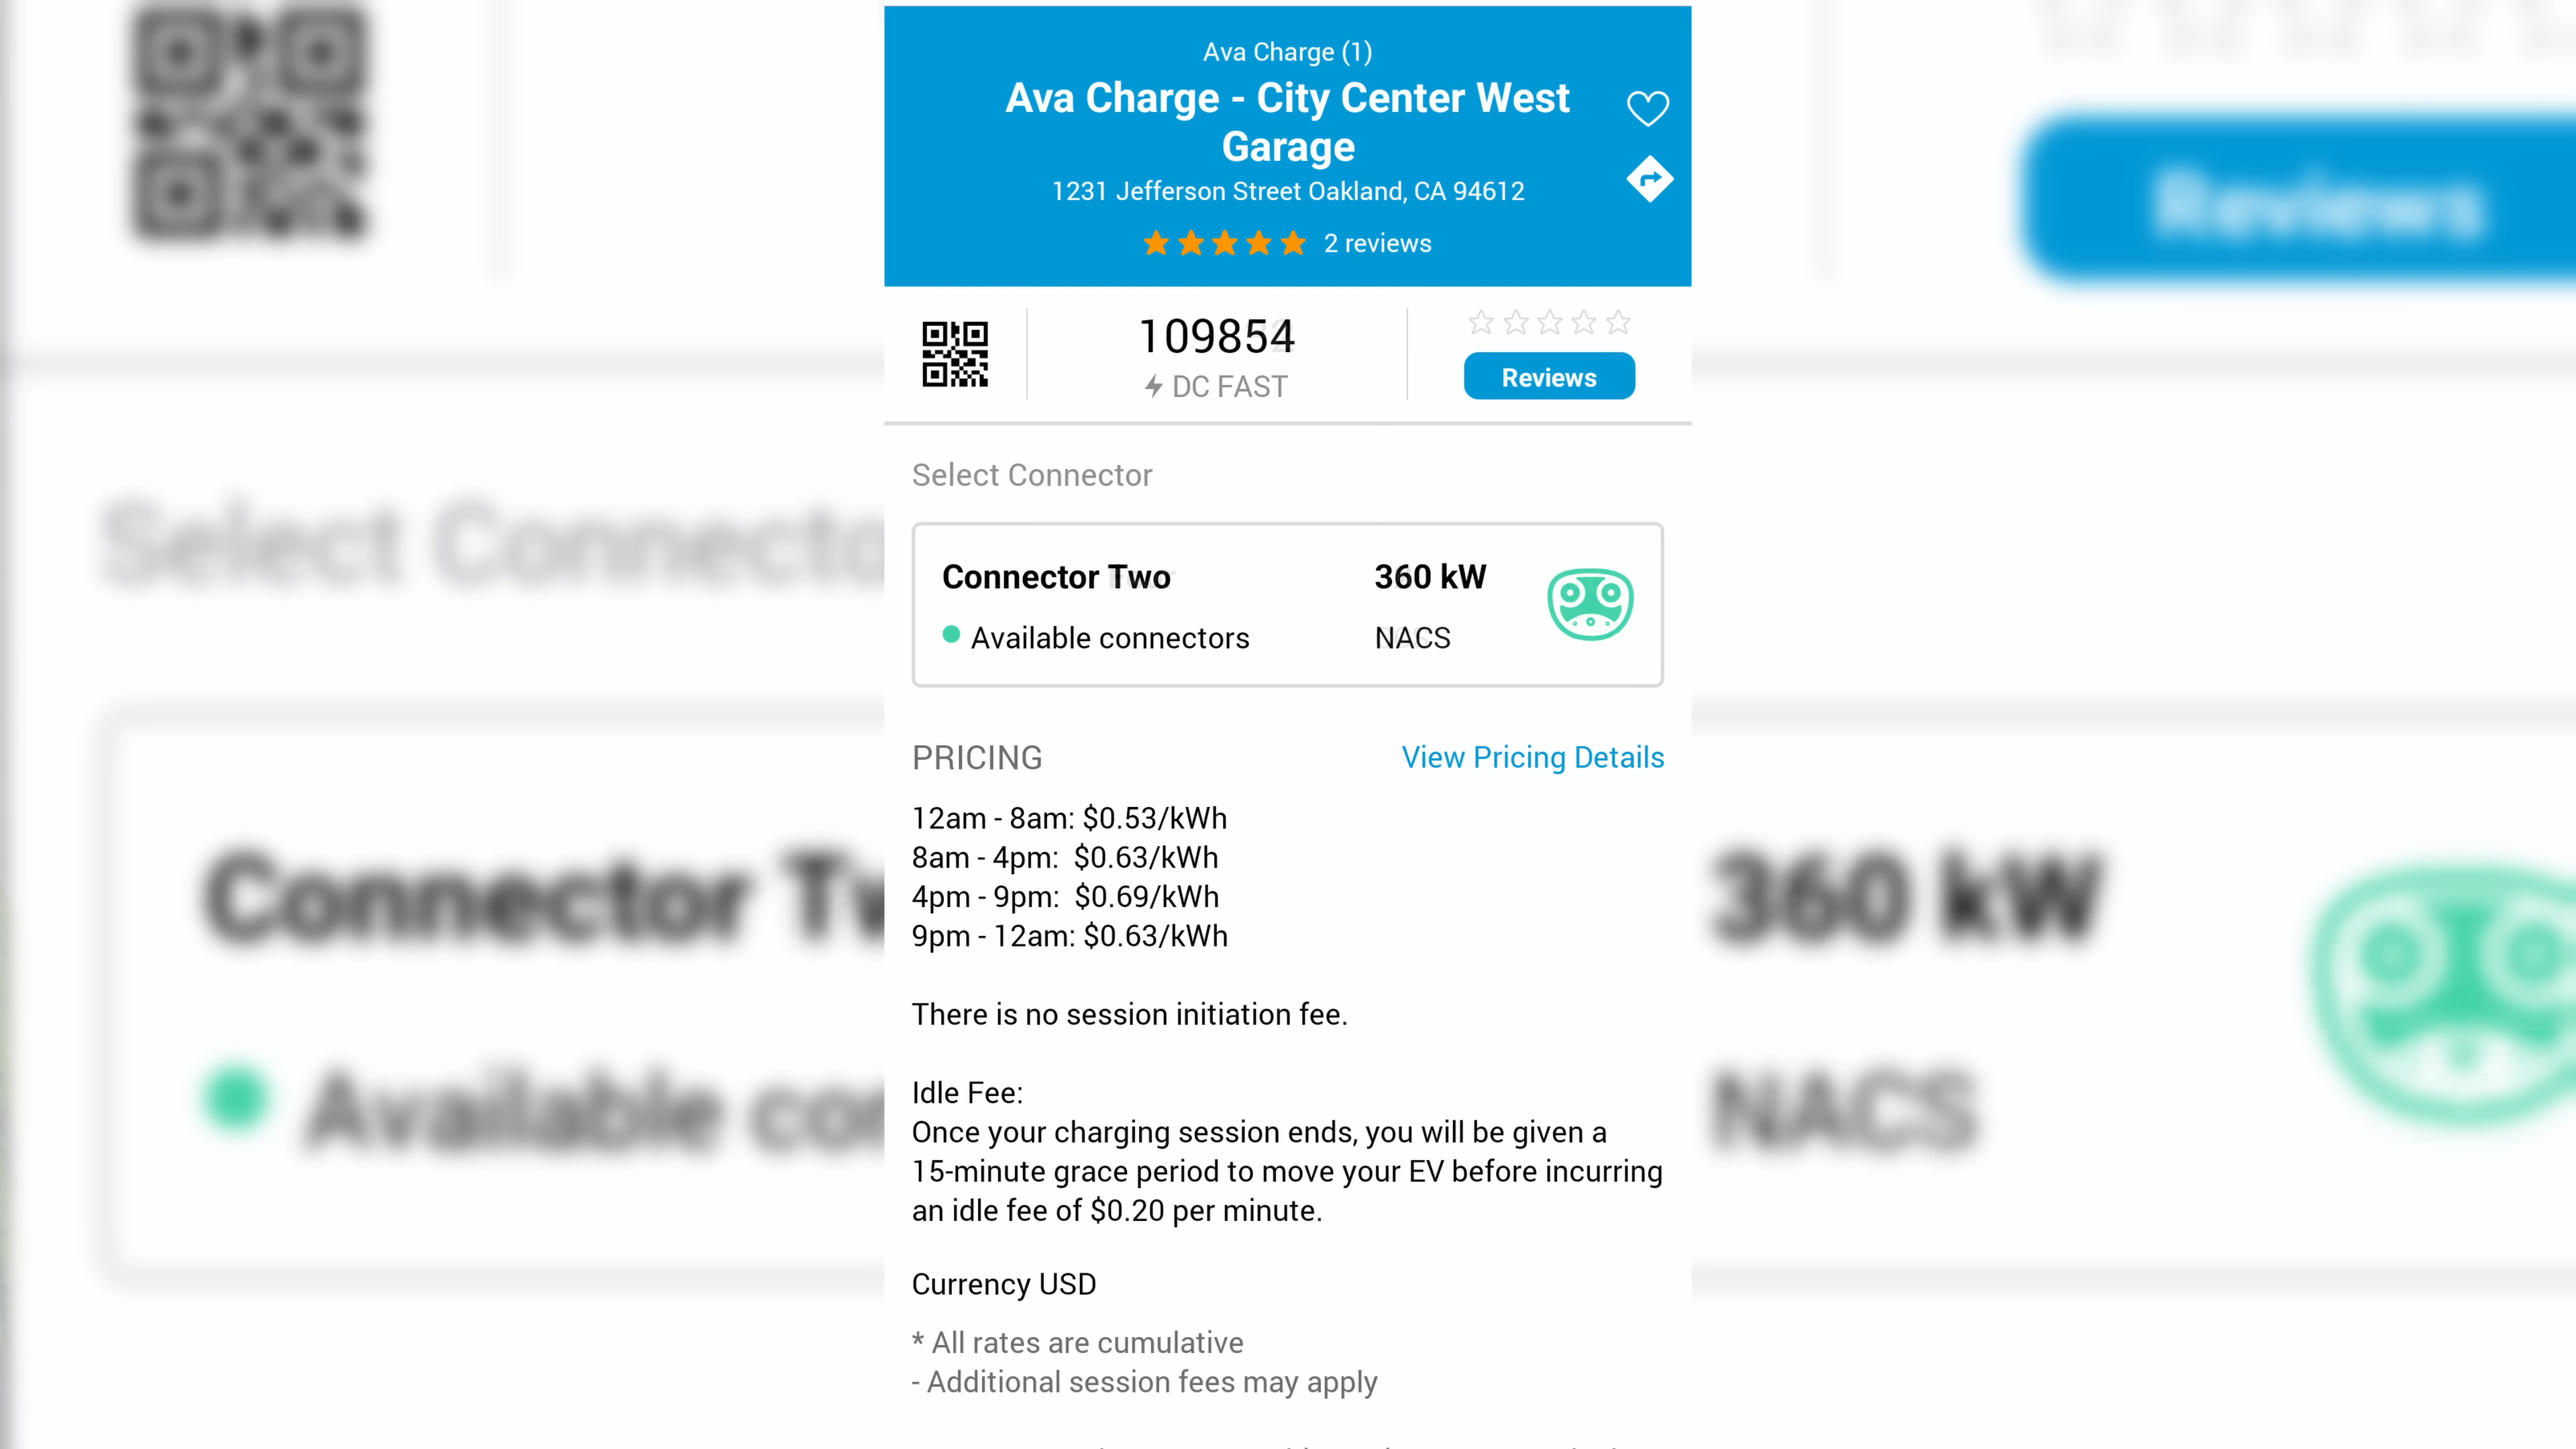 Ava Charge (1)
Ava Charge - City Center West
Garage
1231 Jefferson Street Oakland, CA 94612
2 reviews
109854
DC FAST
Reviews
Select Connector
Connector Two
360 kW
Available connectors
NACS
PRICING
View Pricing Details
12am - 8am: $0.53/kWh
8am - 4pm: $0.63/kWh
4pm - 9pm: $0.69/kWh
9pm - 12am: $0.63/kWh
There is no session initiation fee.
Idle Fee:
Once your charging session ends, you will be given a
15-minute grace period to move your EV before incurring
an idle fee of $0.20 per minute.
Currency USD
* All rates are cumulative
- Additional session fees may apply